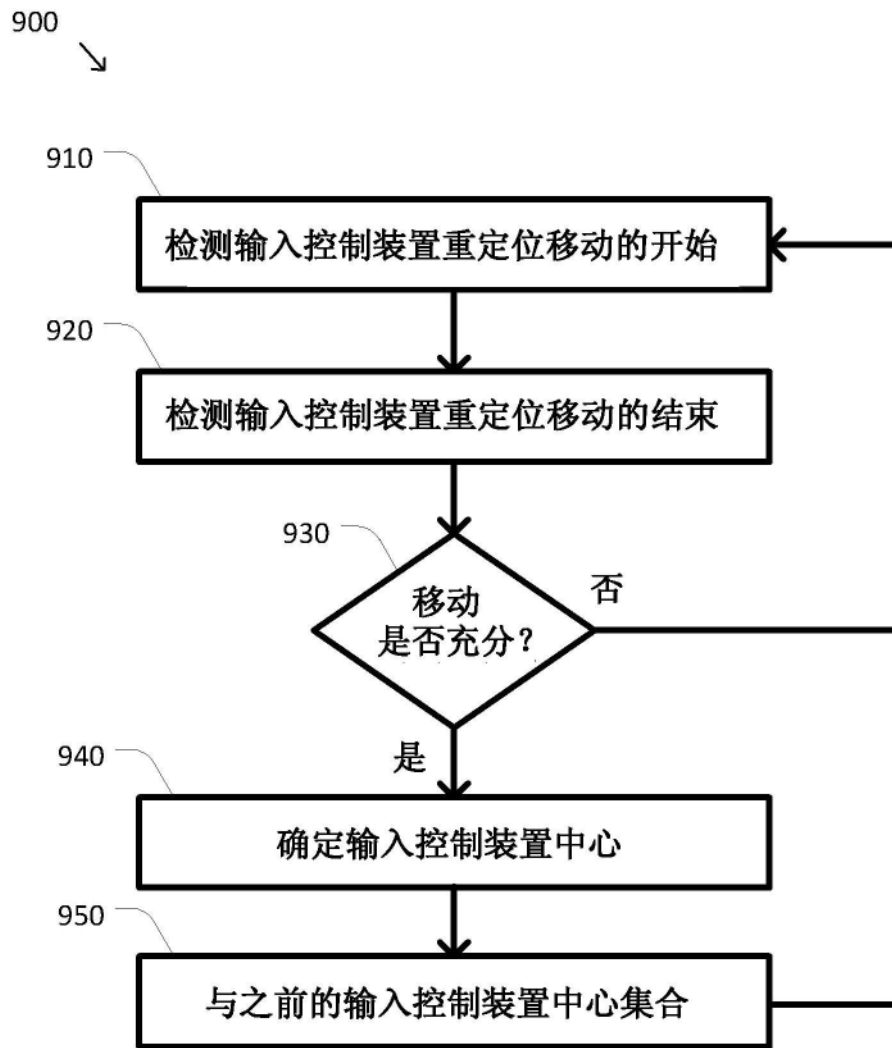 900
910
检测输入控制装置重定位移动的开始
920
检测输入控制装置重定位移动的结束
930
移动
是否充分?
否
是
940
确定输入控制装置中心
950
与之前的输入控制装置中心集合